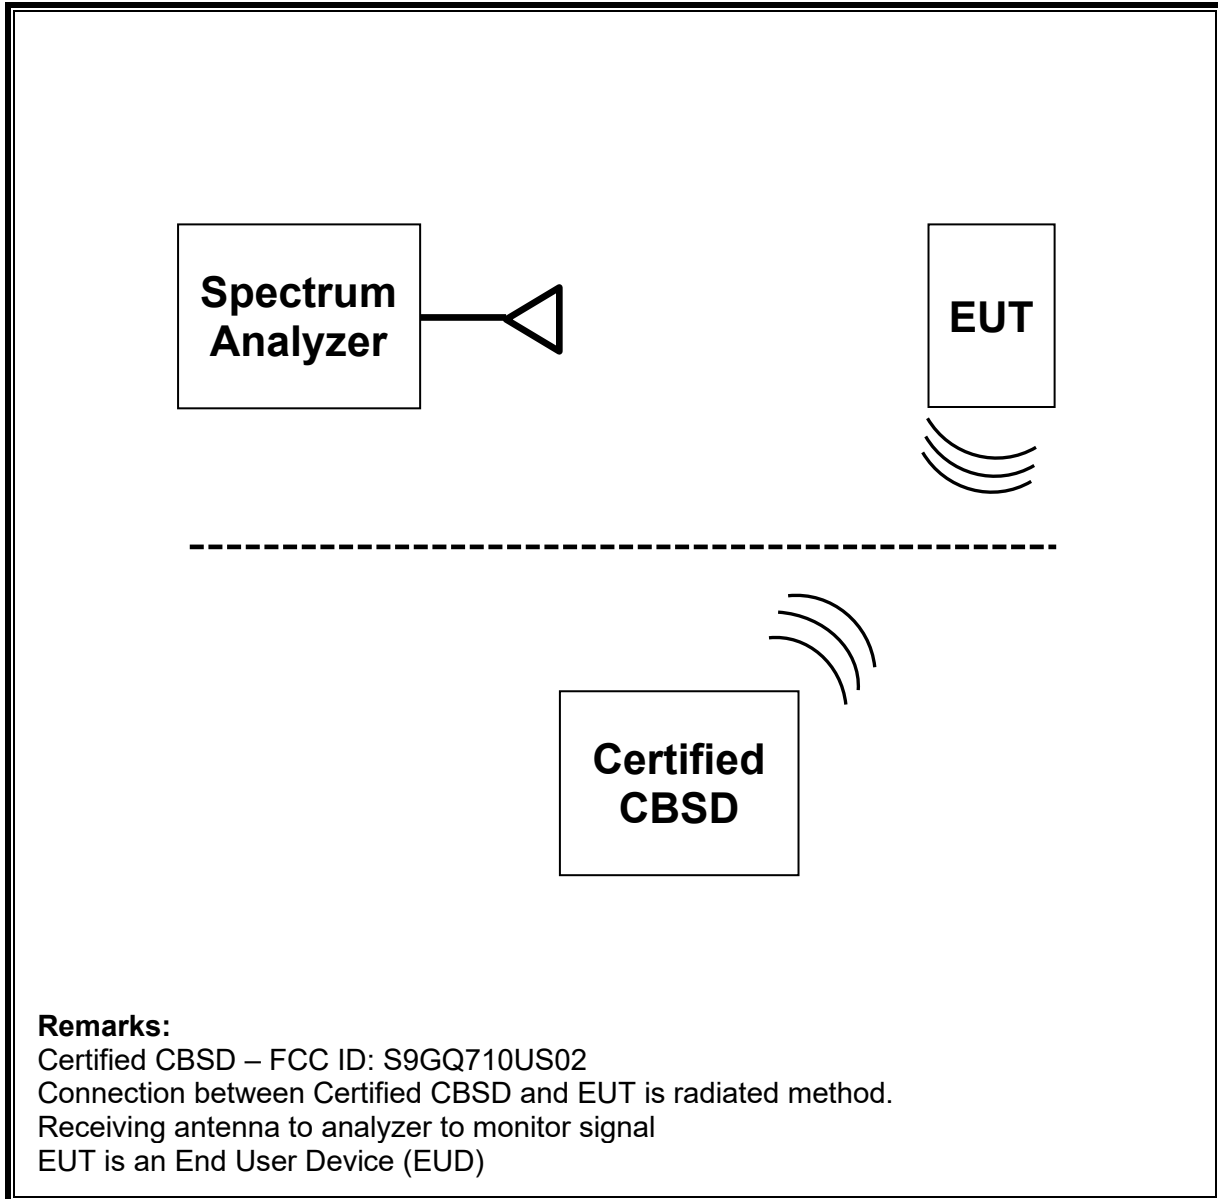 Spectrum
Analyzer
EUT
Certified
CBSD
Remarks:
Certified CBSD – FCC ID: S9GQ710US02
Connection between Certified CBSD and EUT is radiated method.
Receiving antenna to analyzer to monitor signal
EUT is an End User Device (EUD)